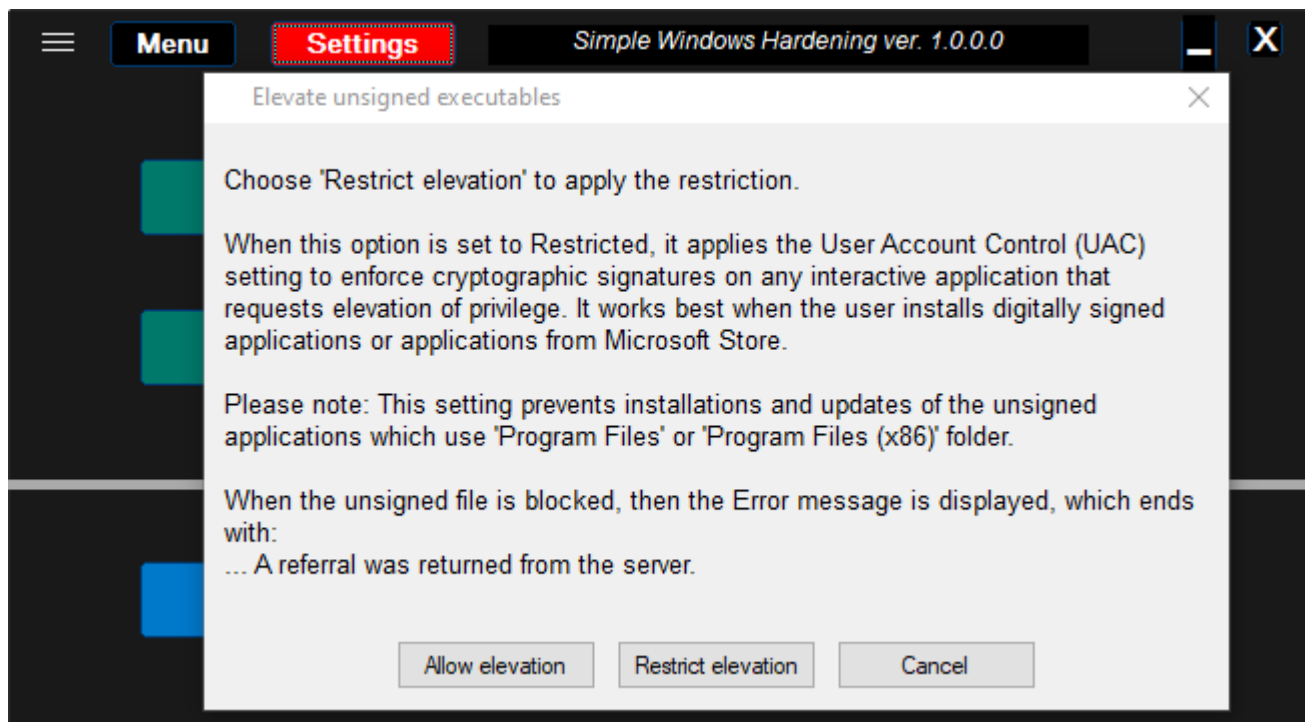 Menu
Settings
Simple Windows Hardening ver. 1.0.0.0
X
Elevate unsigned executables
Choose 'Restrict elevation' to apply the restriction.
When this option is set to Restricted, it applies the User Account Control (UAC)
setting to enforce cryptographic signatures on any interactive application that
requests elevation of privilege. It works best when the user installs digitally signed
applications or applications from Microsoft Store.
Please note: This setting prevents installations and updates of the unsigned
applications which use 'Program Files' or 'Program Files (x86)' folder.
When the unsigned file is blocked, then the Error message is displayed, which ends
with:
... A referral was returned from the server.
Allow elevation
Restrict elevation
Cancel